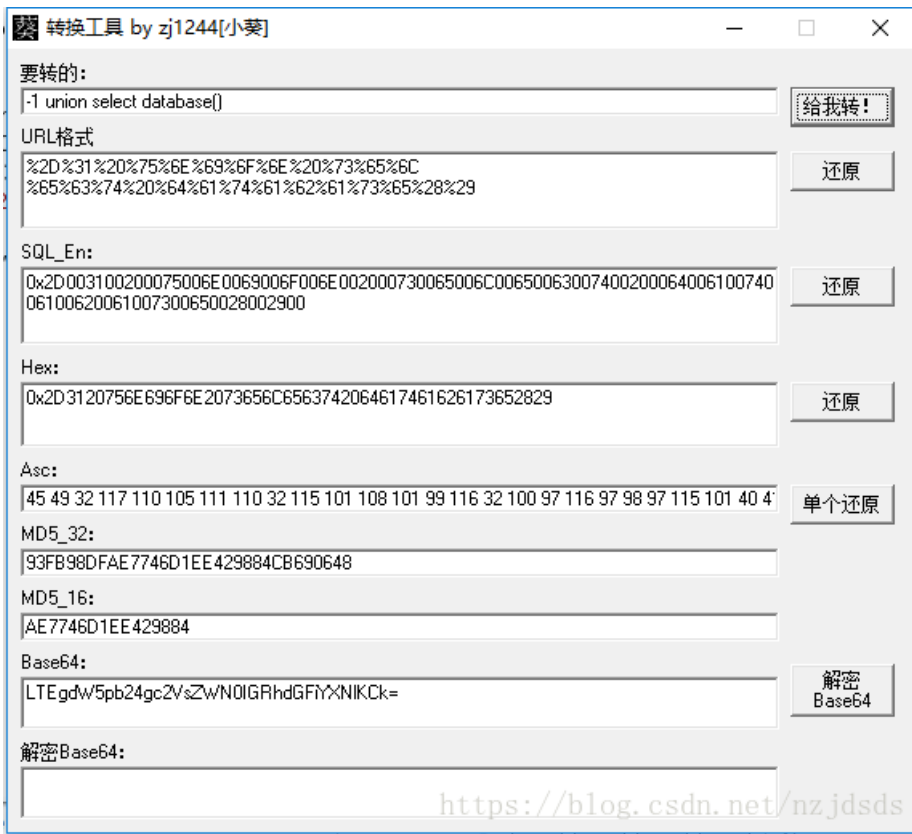 葵 转换工具 by zj1244[小葵]
要转的:
-1 union select database()
给我转!
URL格式
%2D%31%20%75%6E%69%6F%6E%20%73%65%6C
%65%63%74%20%64%61%74%61%62%61%73%65%28%29
还原
SQL_En:
0x2D003100200075006E0069006F006E002000730065006C00650063007400200064006100740
06100620061007300650028002900
还原
Hex:
0x2D3120756E696F6E2073656C6563742064617461626173652829
还原
Asc:
45 49 32 117 110 105 111 110 32 115 101 108 101 99 116 32 100 97 116 97 98 97 115 101 40
单个还原
MD5_32:
93FB98DFAE7746D1EE429884CB690648
MD5_16:
AE7746D1EE429884
Base64:
LTEgdW5pb24gc2VsZWN0IGRhdGFiYXNlKCk=
解密
Base64
解密Base64:
https://blog.csdn.net/nzjdsds